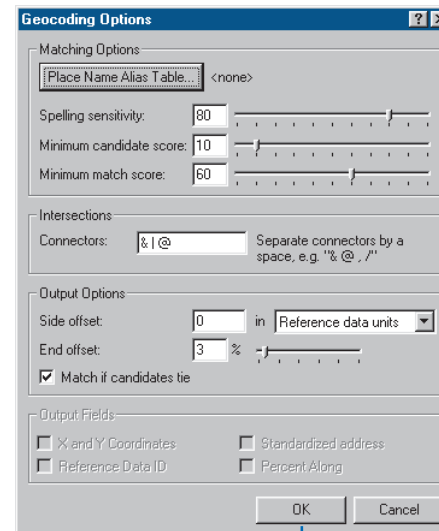 Geocoding Options
Matching Options
Place Name Alias Table... <none>
Spelling sensitivity: 80
Minimum candidate score: 10
Minimum match score: 60
Intersections
Connectors: & | @ Separate connectors by a
space, e.g. "& @ , /"
Output Options
Side offset: 0 in Reference data units
End offset: 3 %
Match if candidates tie
Output Fields
X and Y Coordinates Standardized address
Reference Data ID Percent Along
OK Cancel